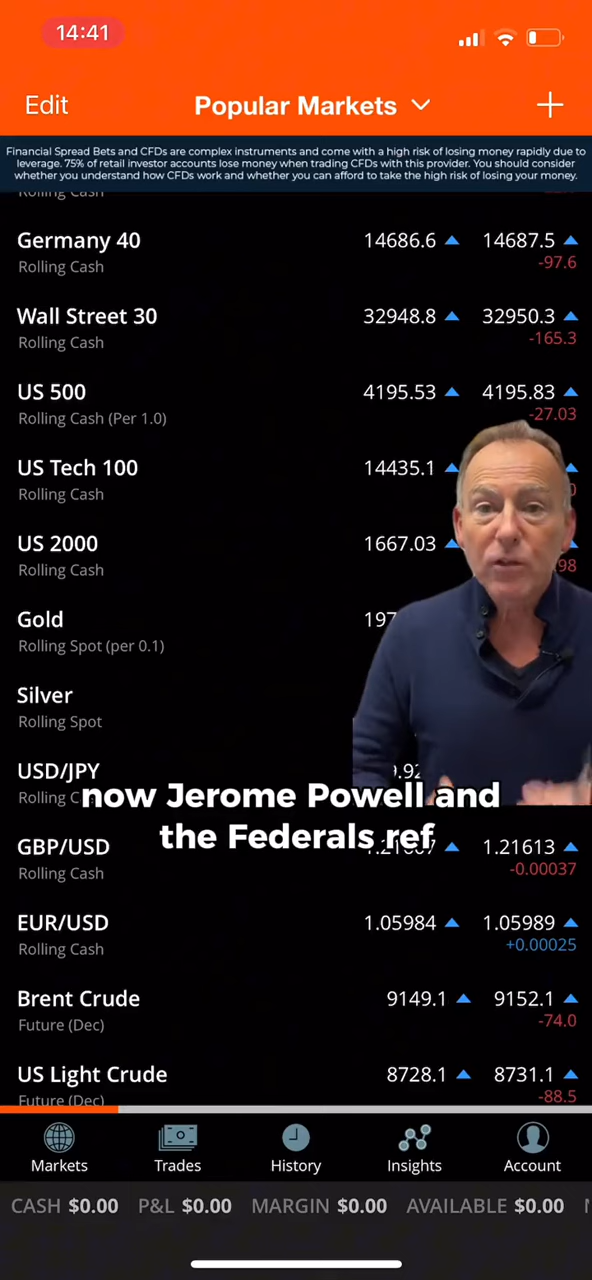 14:41
Edit
Popular Markets
Financial Spread Bets and CFDs are complex instruments and come with a high risk of losing money rapidly due to
leverage. 75% of retail investor accounts lose money when trading CFDs with this provider. You should consider
whether you understand how CFDs work and whether you can afford to take the high risk of losing your money.
Rolling Cash
Germany 40 14686.6 14687.5
Rolling Cash -97.6
Wall Street 30 32948.8 32950.3
Rolling Cash -165.3
US 500 4195.53 4195.83
Rolling Cash (Per 1.0) -27.03
US Tech 100 14435.1
Rolling Cash
US 2000 1667.03
Rolling Cash 98
Gold 197
Rolling Spot (per 0.1)
Silver
Rolling Spot
USD/JPY
Rolling
now Jerome Powell and
the Federals ref
GBP/USD 1.21613
Rolling Cash -0.00037
EUR/USD 1.05984 1.05989
Rolling Cash +0.00025
Brent Crude 9149.1 9152.1
Future (Dec) -74.0
US Light Crude 8728.1 8731.1
Future (Dec) -88.5
Markets Trades History Insights Account
CASH $0.00 P&L $0.00 MARGIN $0.00 AVAILABLE $0.00